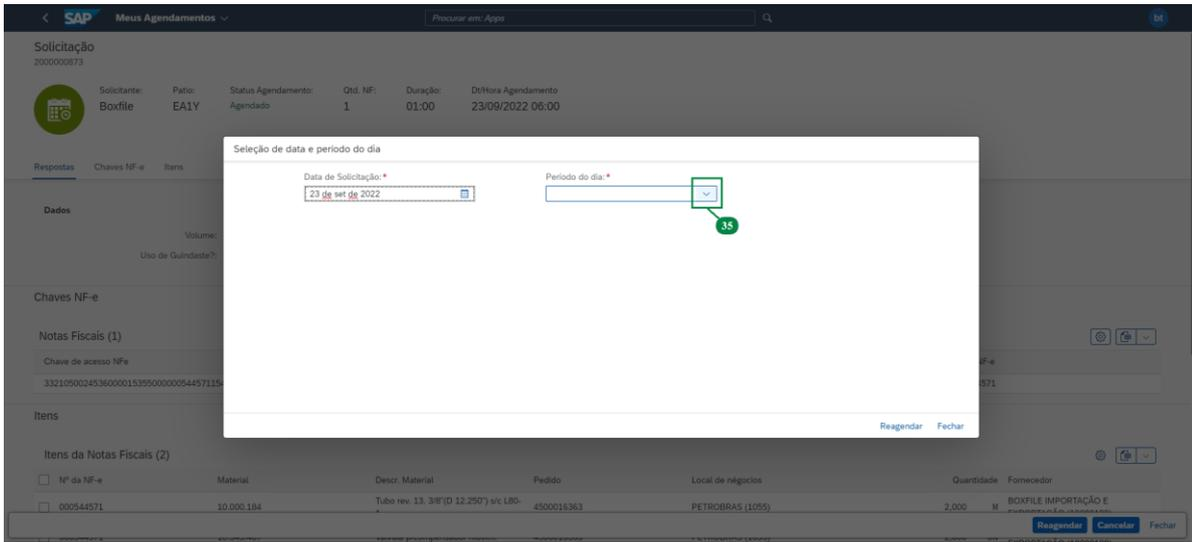 SAP Meus Agendamentos Procurar em: Apps bt
Solicitação
2000000873
Solicitante: Patio: Status Agendamento: Qtd. NF: Duração: Dt/Hora Agendamento
Boxfile EA1Y Agendado 1 01:00 23/09/2022 06:00
Seleção de data e período do dia
Respostas Chaves NF-e Itens
Data de Solicitação:* Período do dia:*
23 de set de 2022
35
Dados
Volume:
Uso de Guindaste?:
Chaves NF-e
Notas Fiscais (1)
Chave de acesso NFe
Reagendar Fechar
Itens
Itens da Notas Fiscais (2)
Nº da NF-e Material Descr. Material Pedido Local de négocios Quantidade Fornecedor
000544571 10.000.184 Tubo rev. 13. 3/8"(D 12.250") s/c L80- 4500016363 PETROBRAS (1055) 2,000 M BOXFILE IMPORTAÇÃO E
Reagendar Cancelar Fechar